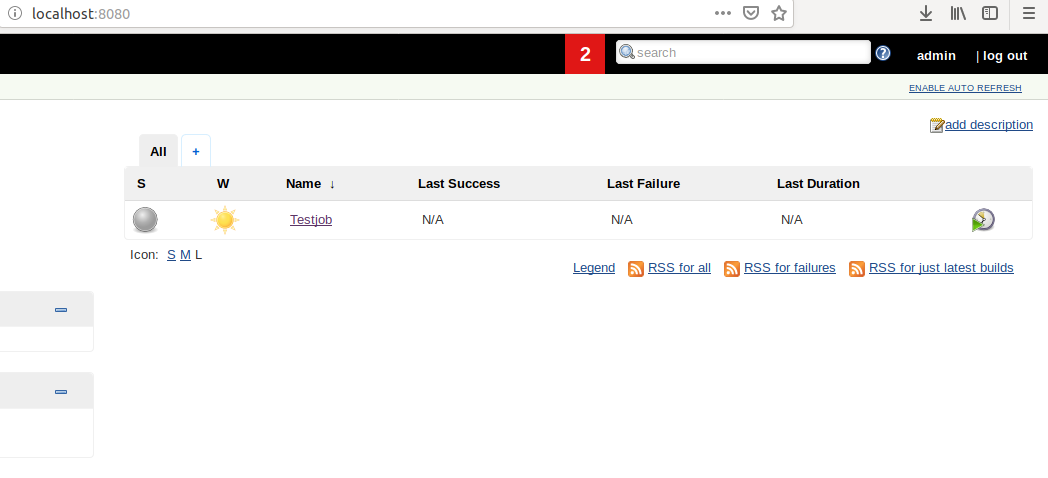 localhost:8080
2 search ? admin | log out
ENABLE AUTO REFRESH
add description
All +
S W Name ↓ Last Success Last Failure Last Duration
Testjob N/A N/A N/A
Icon: S M L
Legend RSS for all RSS for failures RSS for just latest builds